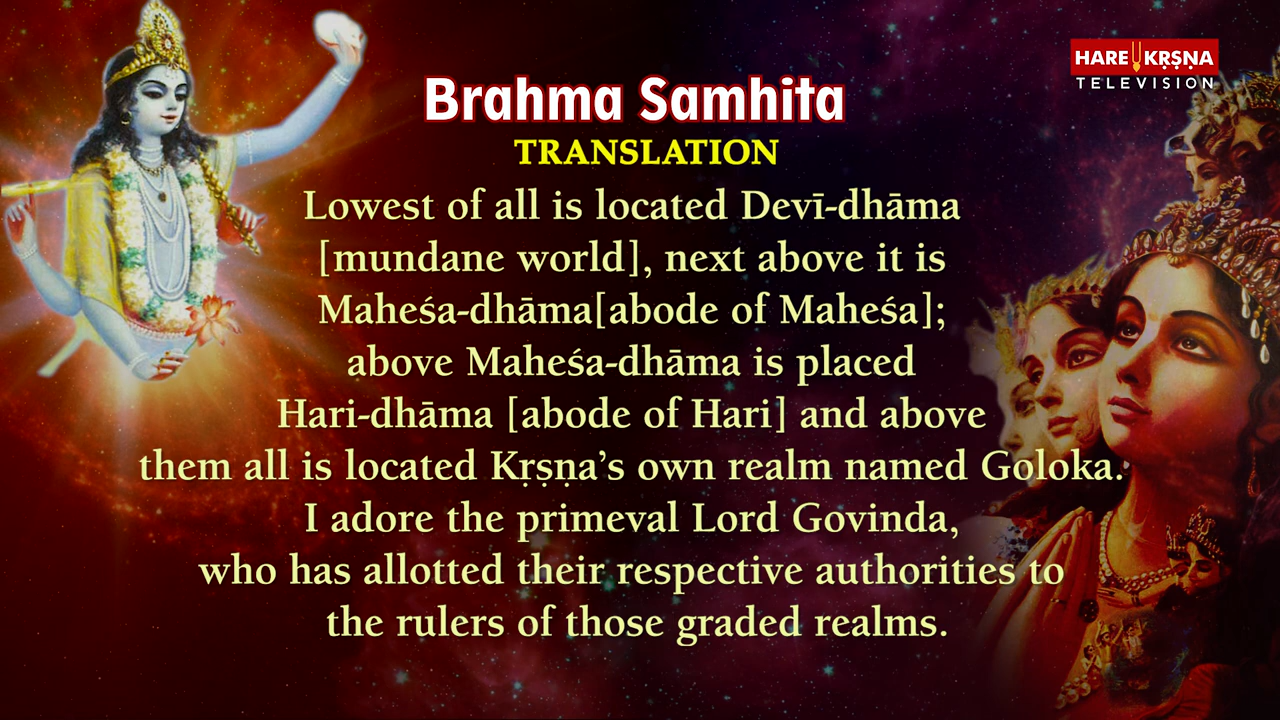 HARE KṚṢṆA
TELEVISION
Brahma Samhita
TRANSLATION
Lowest of all is located Devī-dhāma
[mundane world], next above it is
Maheśa-dhāma[abode of Maheśa];
above Maheśa-dhāma is placed
Hari-dhāma [abode of Hari] and above
them all is located Kṛṣṇa’s own realm named Goloka.
I adore the primeval Lord Govinda,
who has allotted their respective authorities to
the rulers of those graded realms.